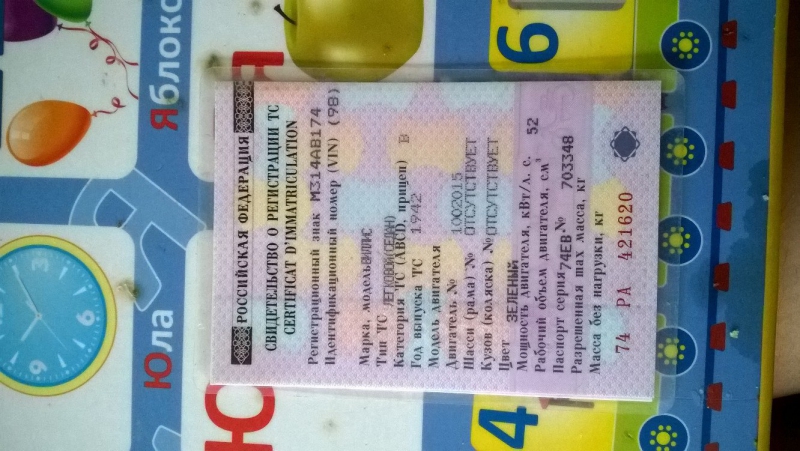 РОССИЙСКАЯ ФЕДЕРАЦИЯ
СВИДЕТЕЛЬСТВО О РЕГИСТРАЦИИ ТС
CERTIFICAT D'IMMATRICULATION
Регистрационный знак М314АВ174
Идентификационный номер (VIN) (98)
Марка, модель ВИЛЛИС
Тип ТС ЛЕГКОВОЙ(СЕДАН)
Категория ТС (ABCD, прицеп) B
Год выпуска ТС 1942
Модель двигателя
Двигатель №
Шасси (рама) № 1002015
Кузов (коляска) № ОТСУТСТВУЕТ
ОТСУТСТВУЕТ
Цвет ЗЕЛЕНЫЙ
Мощность двигателя, кВт/л. с. 52
Рабочий объем двигателя, см³
Паспорт серия 74ЕВ № 703348
Разрешенная max масса, кг
Масса без нагрузки, кг
74 РА 421620
Яблоко
Юла
Ю
Я
4
6